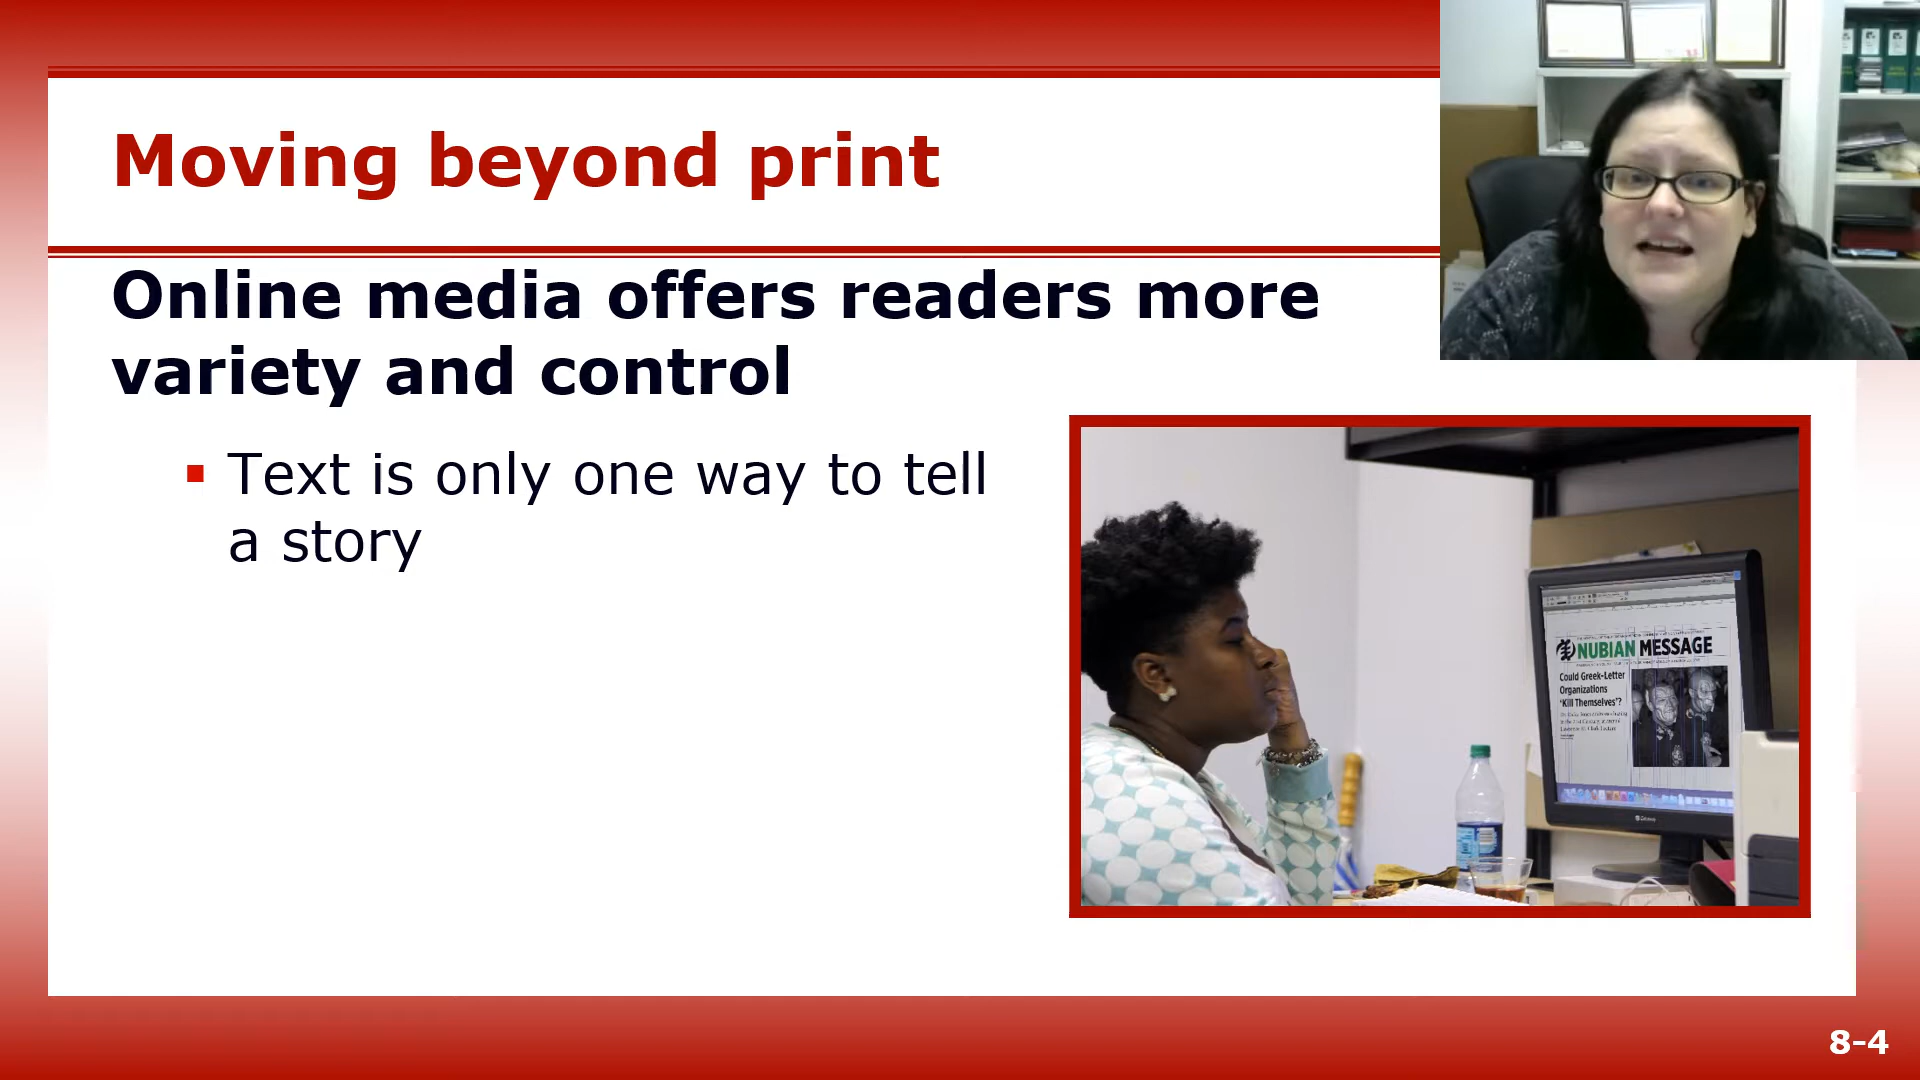 Moving beyond print
Online media offers readers more
variety and control
Text is only one way to tell
a story
NUBIAN MESSAGE
Could Greek-Letter
Organizations
'Kill Themselves'?
8-4